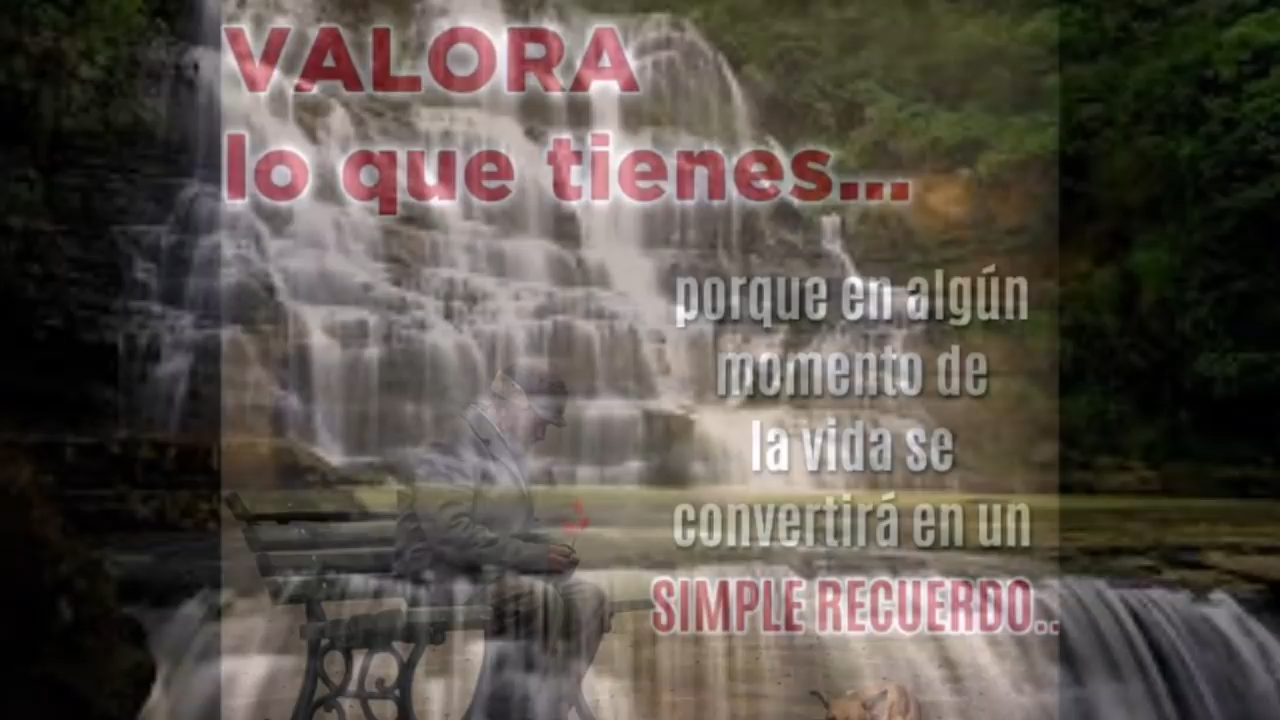 VALORA
lo que tienes...
porque en algún
momento de
la vida se
convertirá en un
SIMPLE RECUERDO..